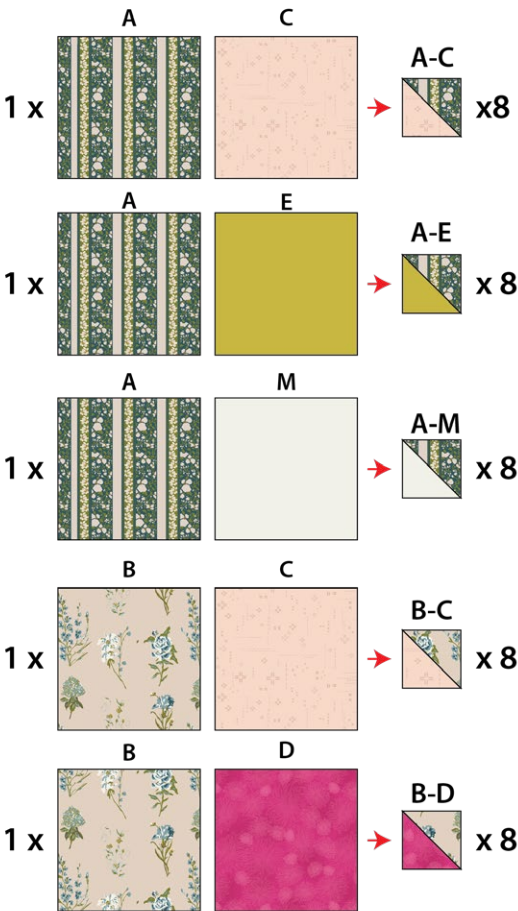 A C
A-C
1 x x8
A E
A-E
1 x x 8
A M
A-M
1 x x 8
B C
B-C
1 x x 8
B D
B-D
1 x x 8